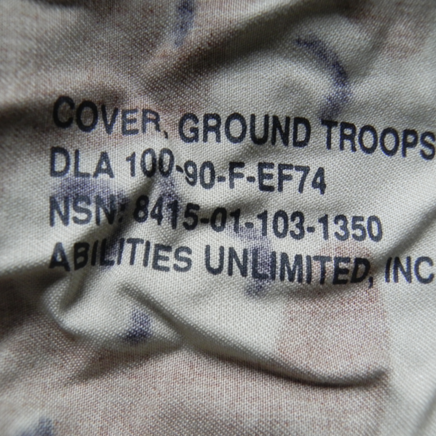 COVER, GROUND TROOPS
DLA 100-90-F-EF74
NSN: 8415-01-103-1350
ABILITIES UNLIMITED, INC